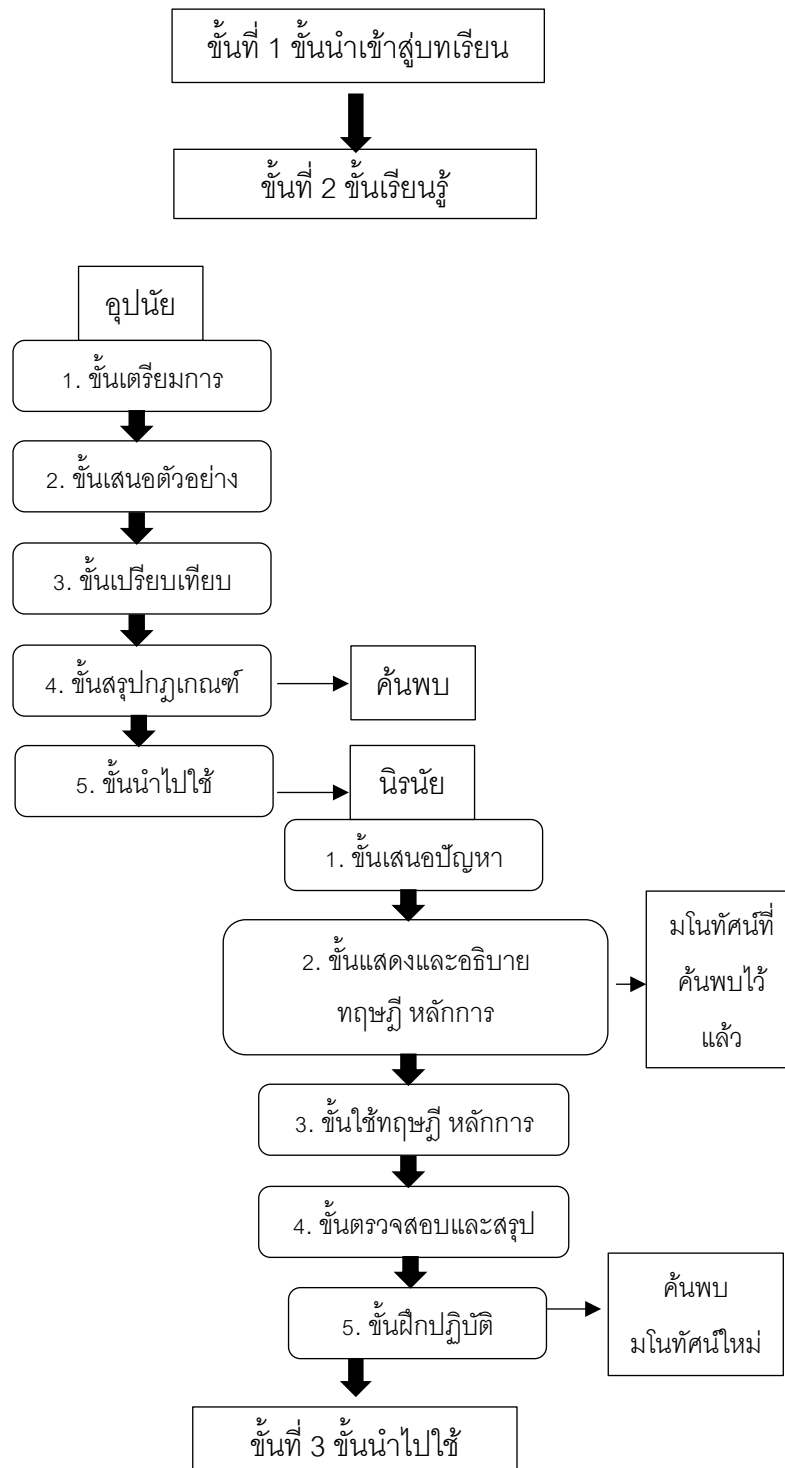 ขั้นที่ 1 ขั้นนำเข้าสู่บทเรียน
ขั้นที่ 2 ขั้นเรียนรู้
อุปนัย
1. ขั้นเตรียมการ
2. ขั้นเสนอตัวอย่าง
3. ขั้นเปรียบเทียบ
4. ขั้นสรุปกฎเกณฑ์
ค้นพบ
5. ขั้นนำไปใช้
นิรนัย
1. ขั้นเสนอปัญหา
2. ขั้นแสดงและอธิบาย
ทฤษฎี หลักการ
มโนทัศน์ที่
ค้นพบไว้
แล้ว
3. ขั้นใช้ทฤษฎี หลักการ
4. ขั้นตรวจสอบและสรุป
5. ขั้นฝึกปฏิบัติ
ค้นพบ
มโนทัศน์ใหม่
ขั้นที่ 3 ขั้นนำไปใช้